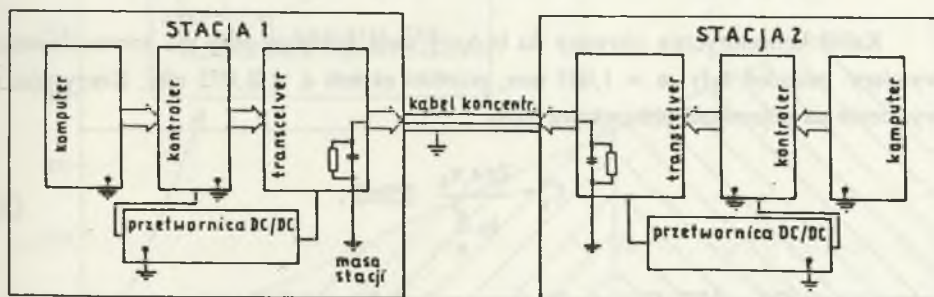 STACJA 1
komputer
kontroler
transceiver
przetwornica DC/DC
masa
stacji
kabel koncentr.
STACJA 2
transceiver
kontroler
komputer
przetwornica DC/DC